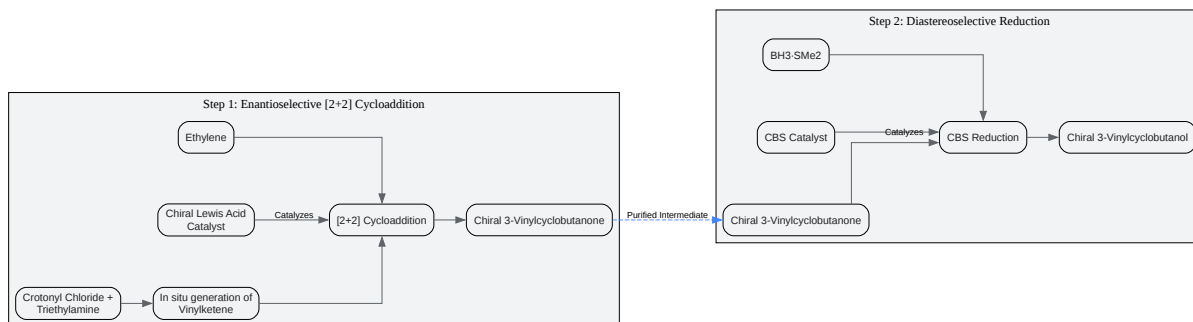 Step 1: Enantioselective [2+2] Cycloaddition
Ethylene
Chiral Lewis Acid
Catalyst
Catalyzes
[2+2] Cycloaddition
Chiral 3-Vinylcyclobutanone
Crotonyl Chloride +
Triethylamine
In situ generation of
Vinylketene
Purified Intermediate
Step 2: Diastereoselective Reduction
BH3·SMe2
CBS Catalyst
Catalyzes
CBS Reduction
Chiral 3-Vinylcyclobutanol
Chiral 3-Vinylcyclobutanone